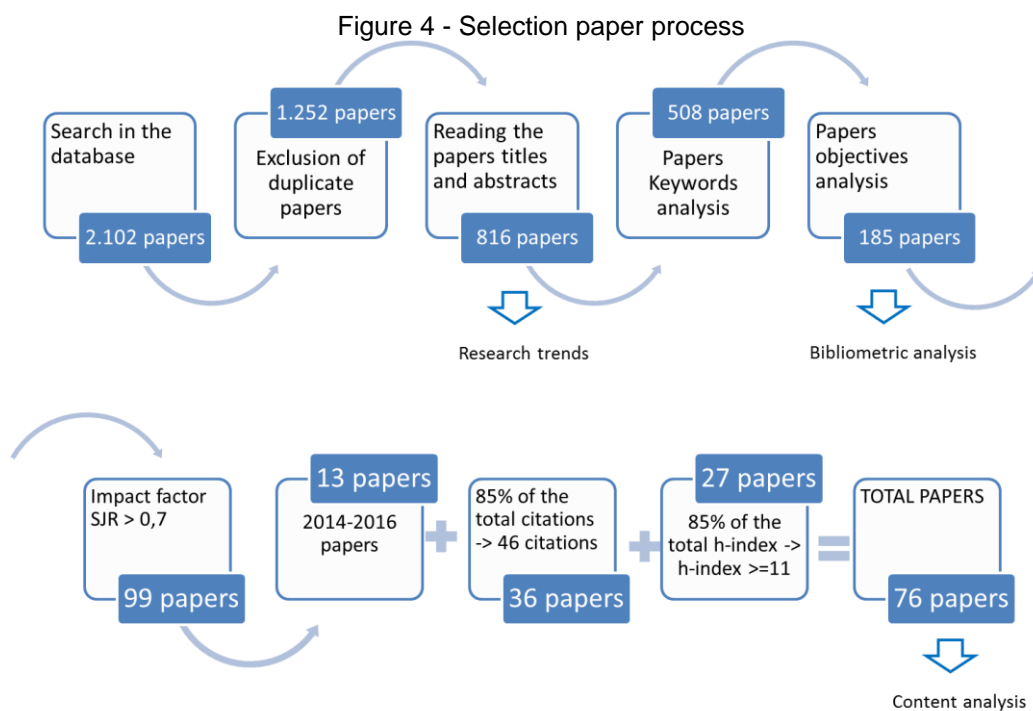 Figure 4 - Selection paper process
Search in the
database
2.102 papers
1.252 papers
Exclusion of
duplicate
papers
Reading the
papers titles
and abstracts
816 papers
508 papers
Papers
Keywords
analysis
Papers
objectives
analysis
185 papers
Research trends
Bibliometric analysis
Impact factor
SJR > 0,7
99 papers
13 papers
2014-2016
papers
85% of the
total citations
-> 46 citations
36 papers
27 papers
85% of the
total h-index ->
h-index >=11
TOTAL PAPERS
76 papers
Content analysis